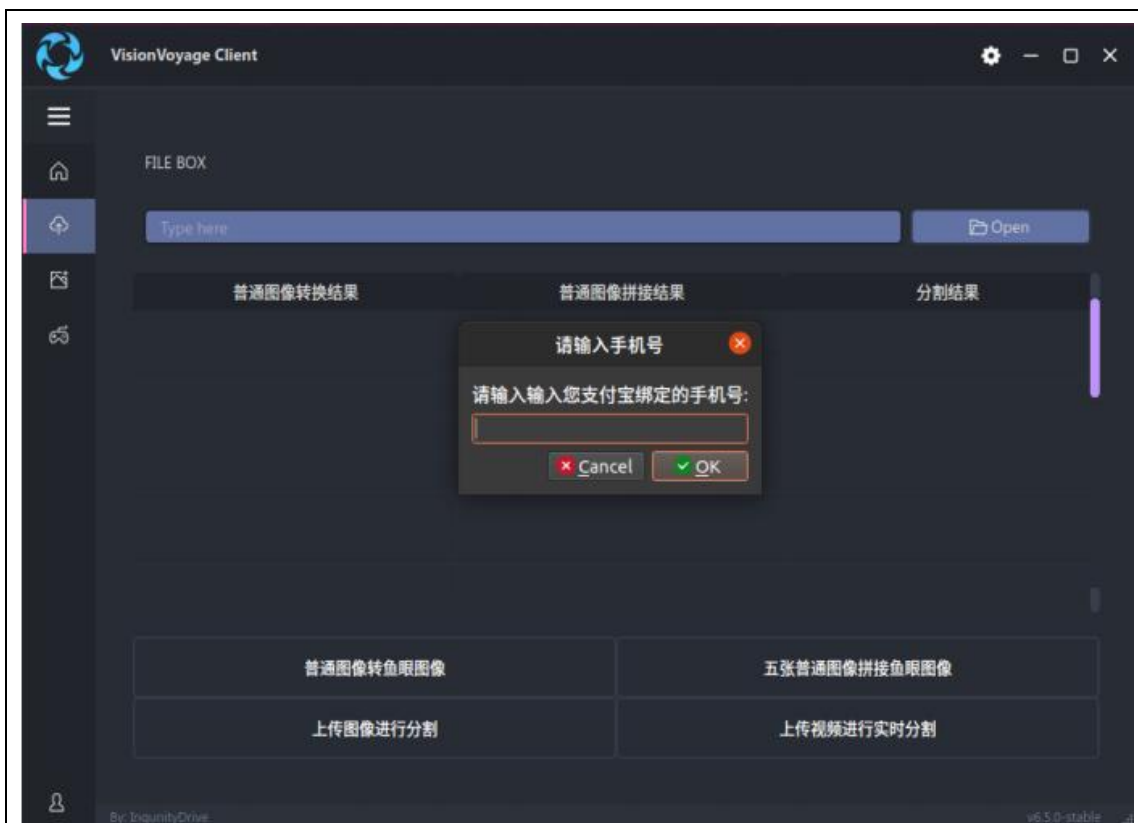 VisionVoyage Client
FILE BOX
Type here
Open
普通图像转换结果 普通图像拼接结果 分割结果
请输入手机号
请输入输入您支付宝绑定的手机号:
Cancel OK
普通图像转鱼眼图像 五张普通图像拼接鱼眼图像
上传图像进行分割 上传视频进行实时分割
By: InqunityDrive v6.5.0-stable